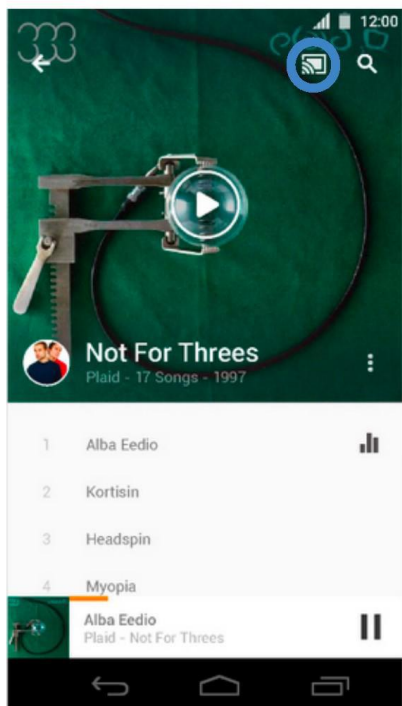 12:00
plaid
Not For Threes
Plaid - 17 Songs - 1997
1 Alba Eedio
2 Kortisin
3 Headspin
4 Myopia
Alba Eedio
Plaid - Not For Threes